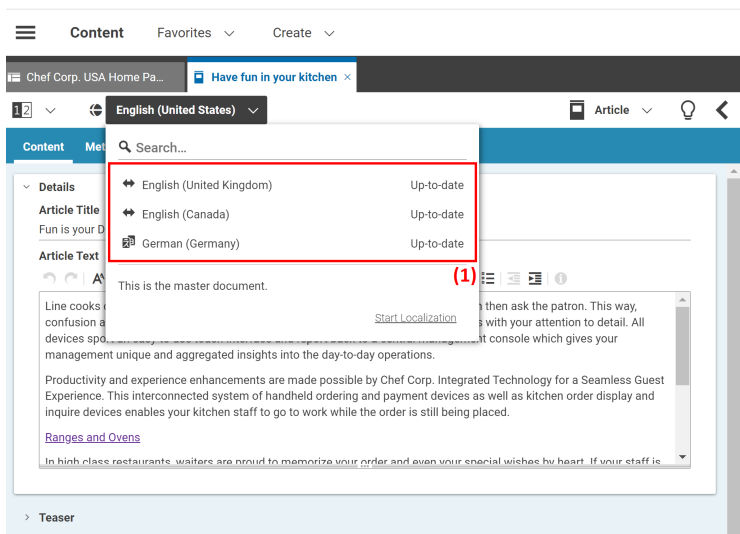 Content Favorites Create
Chef Corp. USA Home Pa... Have fun in your kitchen ×
12 English (United States) Article
Content Met
Search...
Details
English (United Kingdom) Up-to-date
Article Title
English (Canada) Up-to-date
Fun is your D
German (Germany) Up-to-date
Article Text
(1)
This is the master document.
Line cooks then ask the patron. This way,
Start Localization
confusion a s with your attention to detail. All
management console which gives your
management unique and aggregated insights into the day-to-day operations.
Productivity and experience enhancements are made possible by Chef Corp. Integrated Technology for a Seamless Guest
Experience. This interconnected system of handheld ordering and payment devices as well as kitchen order display and
inquire devices enables your kitchen staff to go to work while the order is still being placed.
Ranges and Ovens
In high class restaurants, waiters are proud to memorize your order and even your special wishes by heart. If your staff is
Teaser